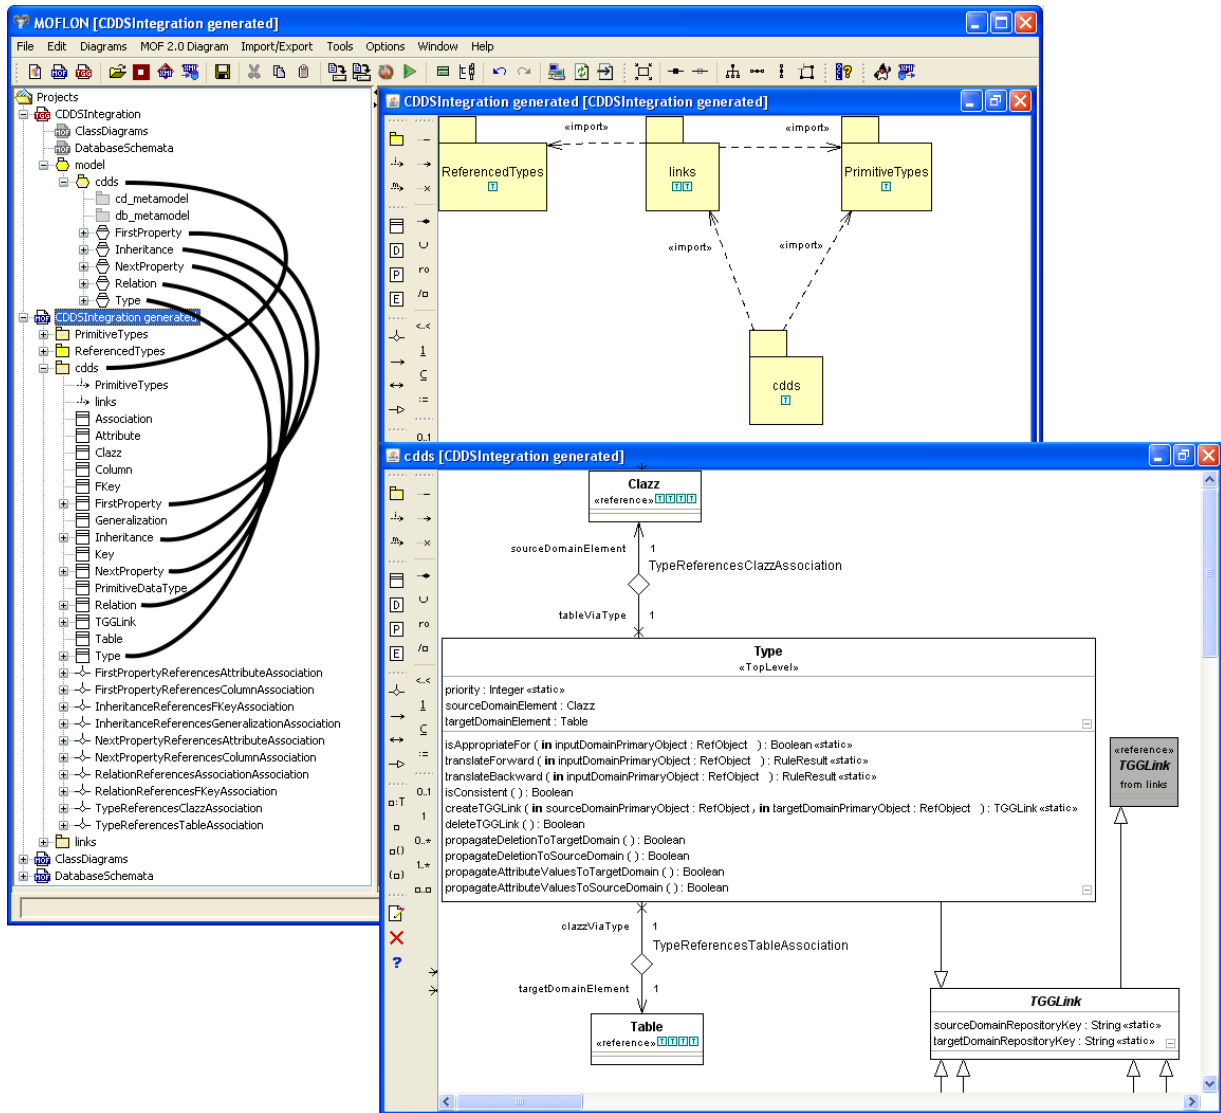 MOFLON [CDDSIntegration generated]
File Edit Diagrams MOF 2.0 Diagram Import/Export Tools Options Window Help
Projects
CDDSIntegration
ClassDiagrams
DatabaseSchemata
model
cdds
cd_metamodel
db_metamodel
FirstProperty
Inheritance
NextProperty
Relation
Type
CDDSIntegration generated
PrimitiveTypes
ReferencedTypes
cdds
PrimitiveTypes
links
Association
Attribute
Clazz
Column
FKey
FirstProperty
Generalization
Inheritance
Key
NextProperty
PrimitiveDataType
Relation
TGGLink
Table
Type
FirstPropertyReferencesAttributeAssociation
FirstPropertyReferencesColumnAssociation
InheritanceReferencesFKeyAssociation
InheritanceReferencesGeneralizationAssociation
NextPropertyReferencesAttributeAssociation
NextPropertyReferencesColumnAssociation
RelationReferencesAssociationAssociation
RelationReferencesFKeyAssociation
TypeReferencesClazzAssociation
TypeReferencesTableAssociation
links
ClassDiagrams
DatabaseSchemata
CDDSIntegration generated [CDDSIntegration generated]
«import» «import»
ReferencedTypes links PrimitiveTypes
«import» «import»
cdds
cdds [CDDSIntegration generated]
Clazz
«reference» T T T T
sourceDomainElement 1
TypeReferencesClazzAssociation
tableViaType 1
Type
«TopLevel»
priority : Integer «static»
sourceDomainElement : Clazz
targetDomainElement : Table
isAppropriateFor ( in inputDomainPrimaryObject : RefObject ) : Boolean «static»
translateForward ( in inputDomainPrimaryObject : RefObject ) : RuleResult «static»
translateBackward ( in inputDomainPrimaryObject : RefObject ) : RuleResult «static»
isConsistent ( ) : Boolean
createTGGLink ( in sourceDomainPrimaryObject : RefObject , in targetDomainPrimaryObject : RefObject ) : TGGLink «static»
deleteTGGLink ( ) : Boolean
propagateDeletionToTargetDomain ( ) : Boolean
propagateDeletionToSourceDomain ( ) : Boolean
propagateAttributeValuesToTargetDomain ( ) : Boolean
propagateAttributeValuesToSourceDomain ( ) : Boolean
«reference»
TGGLink
from links
clazzViaType 1
TypeReferencesTableAssociation
targetDomainElement 1
Table
«reference» T T T T
TGGLink
sourceDomainRepositoryKey : String «static»
targetDomainRepositoryKey : String «static»